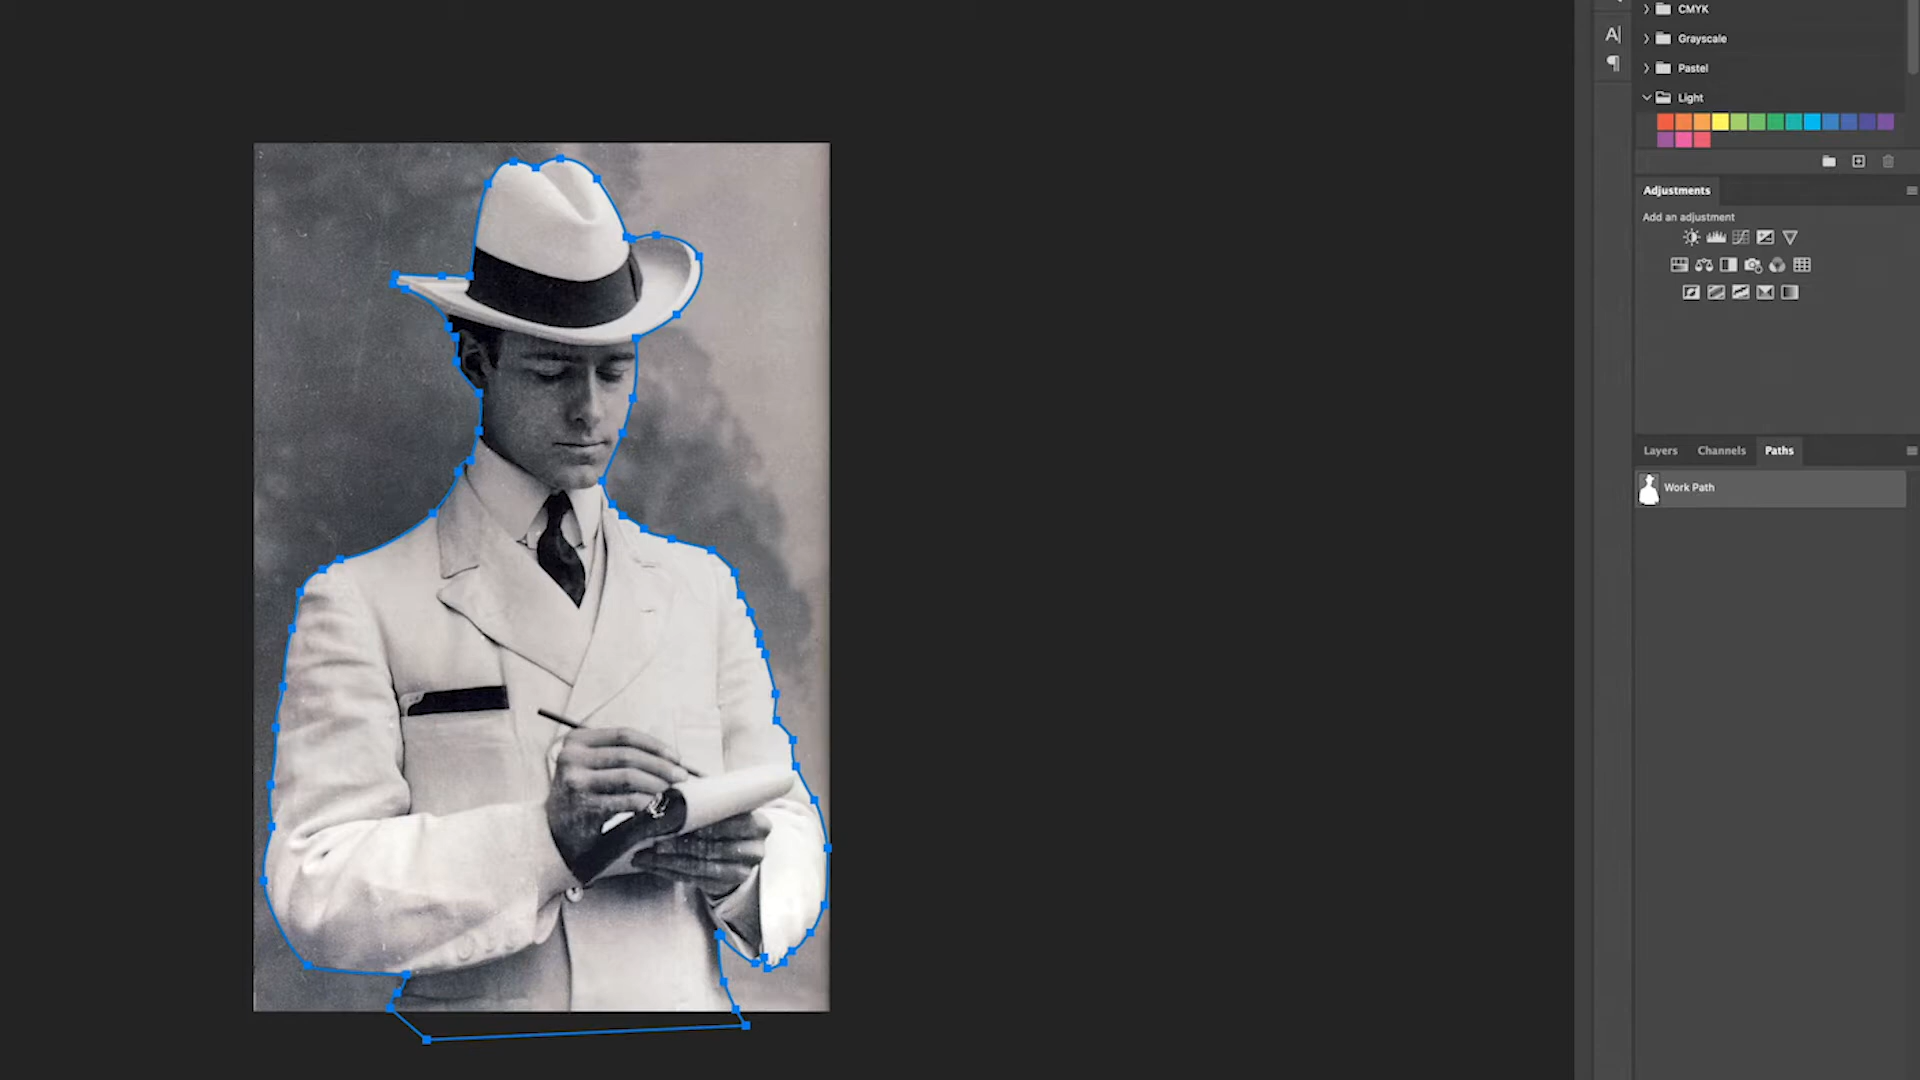 CMYK
Grayscale
Pastel
Light
Adjustments
Add an adjustment
Layers Channels Paths
Work Path